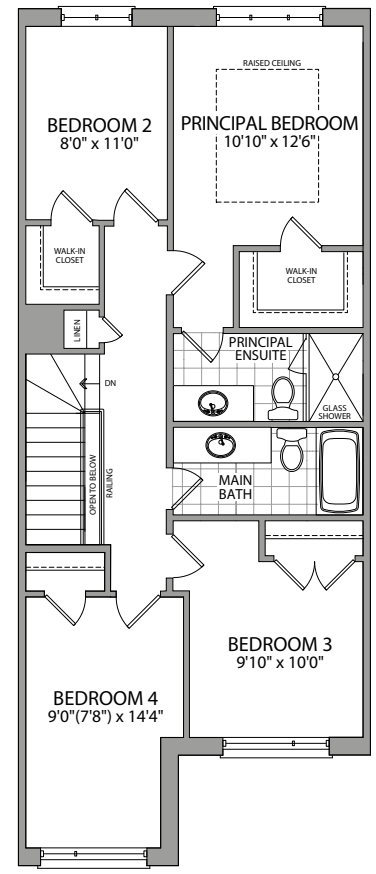 RAISED CEILING
BEDROOM 2
8'0" x 11'0"
PRINCIPAL BEDROOM
10'10" x 12'6"
WALK-IN
CLOSET
WALK-IN
CLOSET
LINEN
PRINCIPAL
ENSUITE
DN
GLASS
SHOWER
OPEN TO BELOW
RAILING
MAIN
BATH
BEDROOM 3
9'10" x 10'0"
BEDROOM 4
9'0"(7'8") x 14'4"